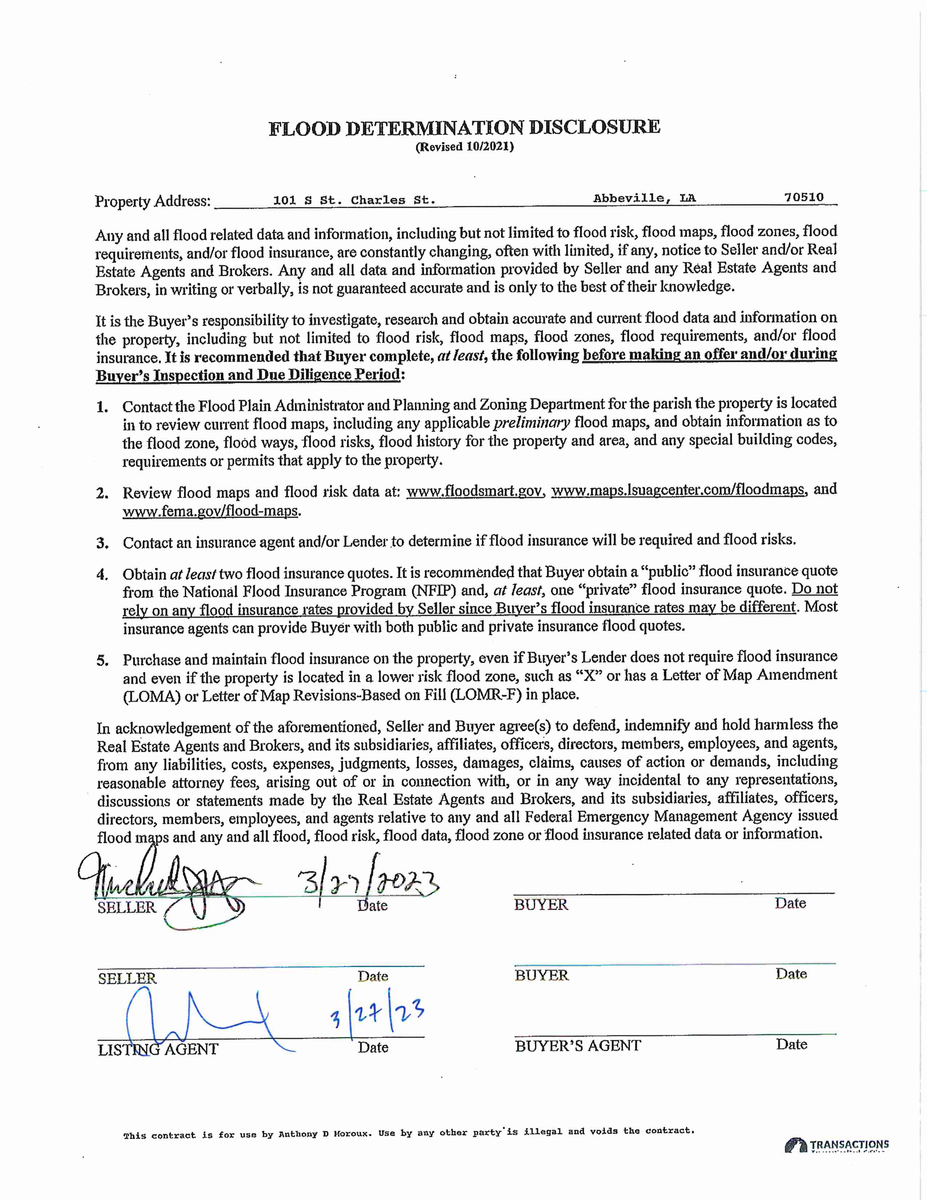 FLOOD DETERMINATION DISCLOSURE
(Revised 10/2021)
Property Address: 101 S St. Charles St. Abbeville, LA 70510
Any and all flood related data and information, including but not limited to flood risk, flood maps, flood zones, flood
requirements, and/or flood insurance, are constantly changing, often with limited, if any, notice to Seller and/or Real
Estate Agents and Brokers. Any and all data and information provided by Seller and any Real Estate Agents and
Brokers, in writing or verbally, is not guaranteed accurate and is only to the best of their knowledge.
It is the Buyer's responsibility to investigate, research and obtain accurate and current flood data and information on
the property, including but not limited to flood risk, flood maps, flood zones, flood requirements, and/or flood
insurance. It is recommended that Buyer complete, at least, the following before making an offer and/or during
Buyer's Inspection and Due Diligence Period:
1. Contact the Flood Plain Administrator and Planning and Zoning Department for the parish the property is located
in to review current flood maps, including any applicable preliminary flood maps, and obtain information as to
the flood zone, flood ways, flood risks, flood history for the property and area, and any special building codes,
requirements or permits that apply to the property.
2. Review flood maps and flood risk data at: www.floodsmart.gov, www.maps.lsuagcenter.com/floodmaps, and
www.fema.gov/flood-maps.
3. Contact an insurance agent and/or Lender to determine if flood insurance will be required and flood risks.
4. Obtain at least two flood insurance quotes. It is recommended that Buyer obtain a "public" flood insurance quote
from the National Flood Insurance Program (NFIP) and, at least, one "private" flood insurance quote. Do not
rely on any flood insurance rates provided by Seller since Buyer's flood insurance rates may be different. Most
insurance agents can provide Buyer with both public and private insurance flood quotes.
5. Purchase and maintain flood insurance on the property, even if Buyer's Lender does not require flood insurance
and even if the property is located in a lower risk flood zone, such as "X" or has a Letter of Map Amendment
(LOMA) or Letter of Map Revisions-Based on Fill (LOMR-F) in place.
In acknowledgement of the aforementioned, Seller and Buyer agree(s) to defend, indemnify and hold harmless the
Real Estate Agents and Brokers, and its subsidiaries, affiliates, officers, directors, members, employees, and agents,
from any liabilities, costs, expenses, judgments, losses, damages, claims, causes of action or demands, including
reasonable attorney fees, arising out of or in connection with, or in any way incidental to any representations,
discussions or statements made by the Real Estate Agents and Brokers, and its subsidiaries, affiliates, officers,
directors, members, employees, and agents relative to any and all Federal Emergency Management Agency issued
flood maps and any and all flood, flood risk, flood data, flood zone or flood insurance related data or information.
3/27/2023
SELLER Date BUYER Date
SELLER Date BUYER Date
3/27/23
LISTING AGENT Date BUYER'S AGENT Date
This contract is for use by Anthony D Moroux. Use by any other party is illegal and voids the contract.
TRANSACTIONS